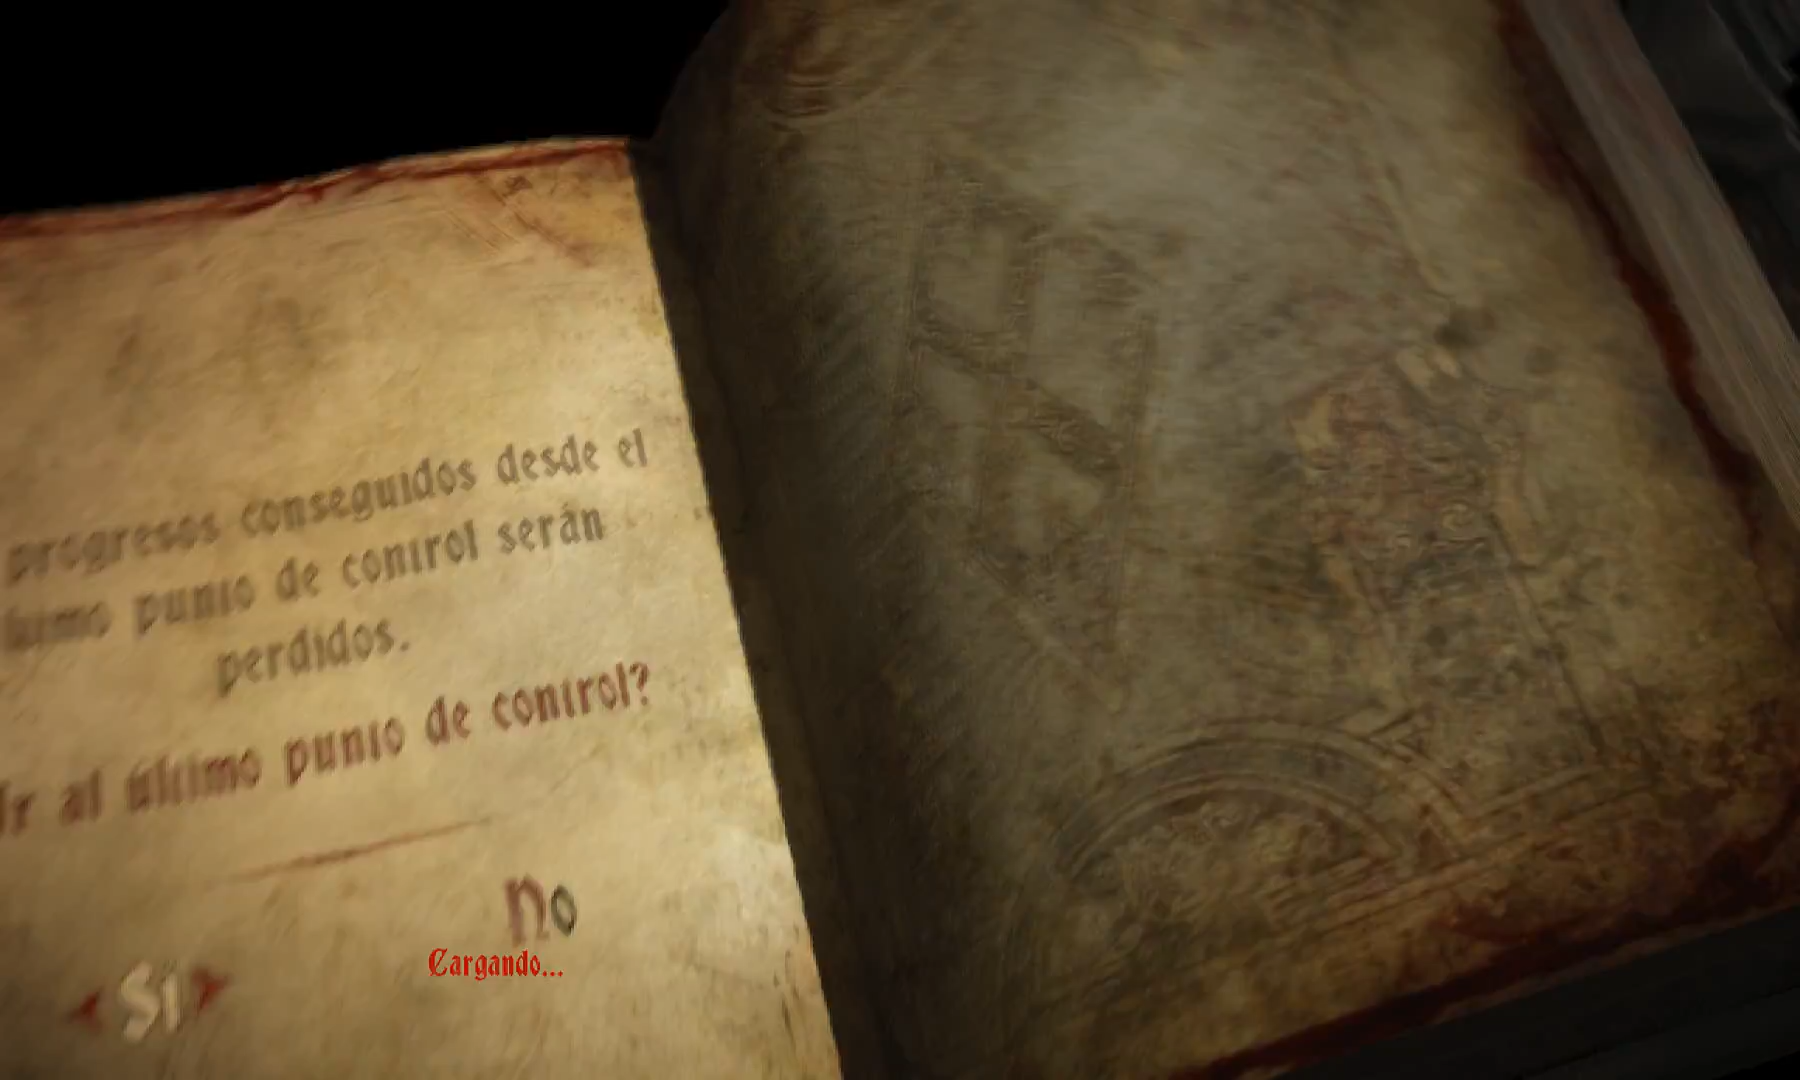 progresos conseguidos desde el
punto de control serán
perdidos.
Ir al último punto de control?
No
Cargando...
Sí